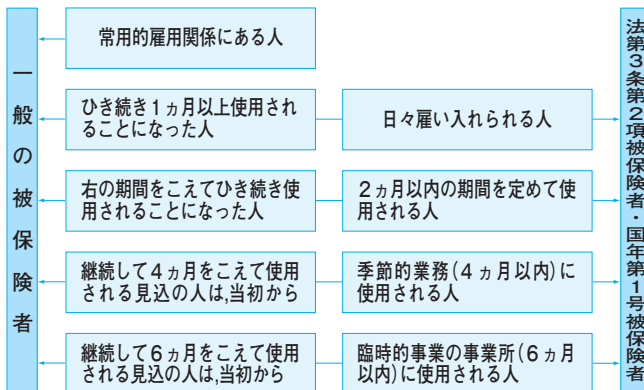 一般の被保険者
常用的雇用関係にある人
ひき続き1ヵ月以上使用され
ることになった人
日々雇い入れられる人
右の期間をこえてひき続き使
用されることになった人
2ヵ月以内の期間を定めて使
用される人
継続して4ヵ月をこえて使用
される見込の人は,当初から
季節的業務(4ヵ月以内)に
使用される人
継続して6ヵ月をこえて使用
される見込の人は,当初から
臨時的事業の事業所(6ヵ月
以内)に使用される人
法第3条第2項被保険者・国年第1号被保険者